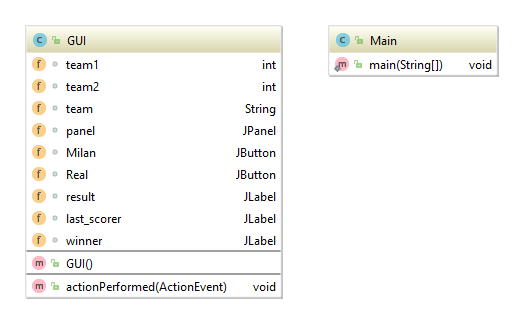 GUI
team1 int
team2 int
team String
panel JPanel
Milan JButton
Real JButton
result JLabel
last_scorer JLabel
winner JLabel
GUI()
actionPerformed(ActionEvent) void
Main
main(String[]) void